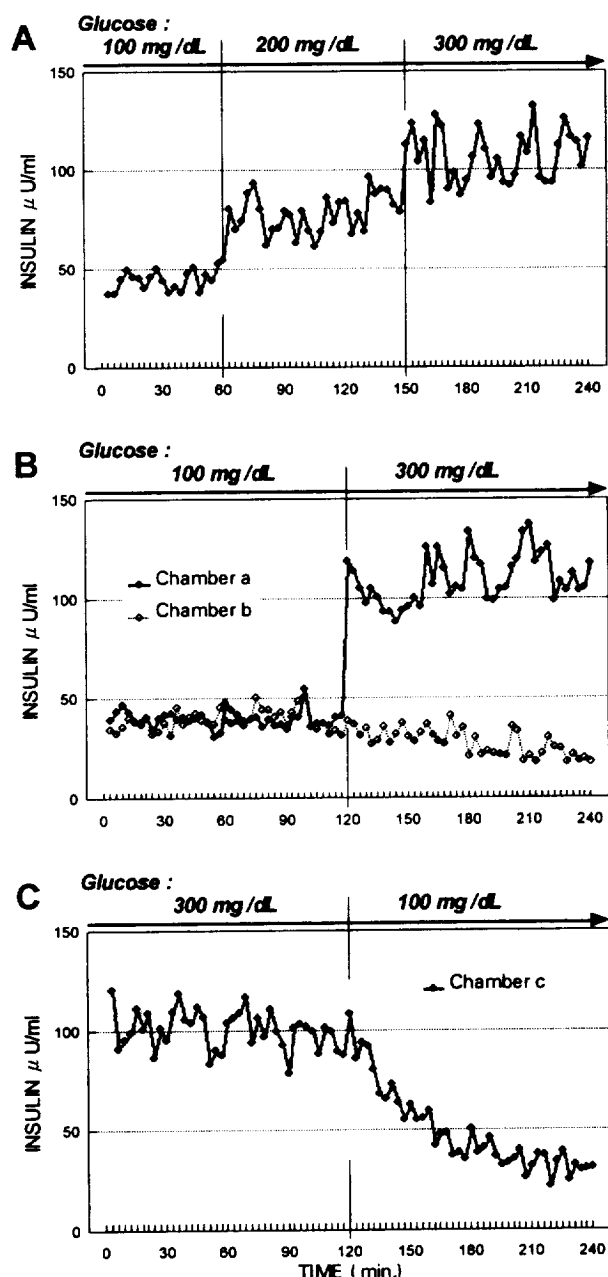 A
Glucose :
100 mg /dL 200 mg /dL 300 mg /dL
150
100
50
0
INSULIN μ U/ml
0 30 60 90 120 150 180 210 240
B
Glucose :
100 mg /dL 300 mg /dL
150
100
50
0
INSULIN μ U/ml
Chamber a
Chamber b
0 30 60 90 120 150 180 210 240
C
Glucose :
300 mg /dL 100 mg /dL
150
100
50
0
INSULIN μ U/ml
Chamber c
0 30 60 90 120 150 180 210 240
TIME ( min.)